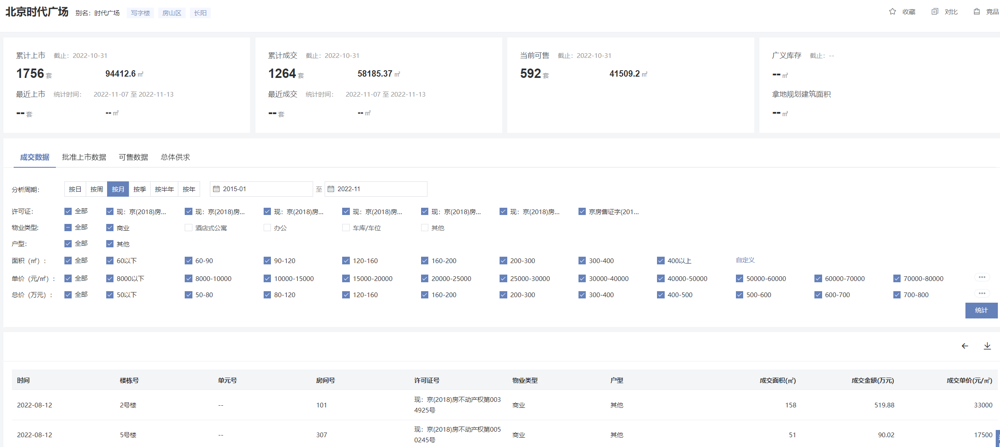 北京时代广场 别名：时代广场 写字楼 房山区 长阳
收藏 对比 竞品
累计上市 截止：2022-10-31
1756 套 94412.6 ㎡
最近上市 统计时间： 2022-11-07 至 2022-11-13
-- 套 -- ㎡
累计成交 截止：2022-10-31
1264 套 58185.37 ㎡
最近成交 统计时间： 2022-11-07 至 2022-11-13
-- 套 -- ㎡
当前可售 截止：2022-10-31
592 套 41509.2 ㎡
广义库存 截止：--
-- ㎡
拿地规划建筑面积
-- ㎡
成交数据 批准上市数据 可售数据 总体供求
分析周期： 按日 按周 按月 按季 按半年 按年 2015-01 至 2022-11
许可证： 全部 现：京(2018)房... 现：京(2018)房... 现：京(2018)房... 现：京(2018)房... 现：京(2018)房... 现：京(2018)房... 京房售证字(201...
物业类型: 全部 商业 酒店式公寓 办公 车库/车位 其他
户型: 全部 其他
面积（㎡）: 全部 60以下 60-90 90-120 120-160 160-200 200-300 300-400 400以上 自定义
单价（元/㎡）: 全部 8000以下 8000-10000 10000-15000 15000-20000 20000-25000 25000-30000 30000-40000 40000-50000 50000-60000 60000-70000 70000-80000 •••
总价（万元）: 全部 50以下 50-80 80-120 120-160 160-200 200-300 300-400 400-500 500-600 600-700 700-800 •••
统计
时间 楼栋号 单元号 房间号 许可证号 物业类型 户型 成交面积(㎡) 成交金额(万元) 成交单价(元/㎡)
2022-08-12 2号楼 -- 101 现：京(2018)房不动产权第003 商业 其他 158 519.88 33000
4925号
2022-08-12 5号楼 -- 307 现：京(2018)房不动产权第005 商业 其他 51 90.02 17500
0245号